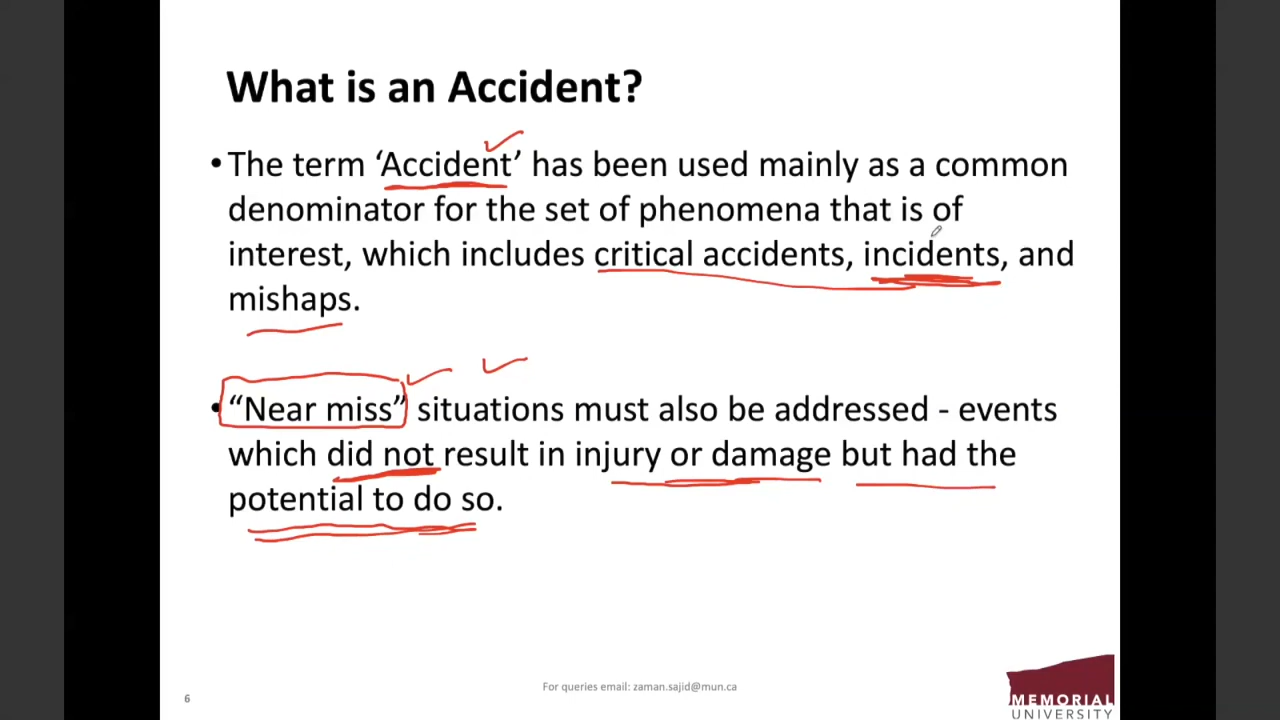 What is an Accident?
• The term ‘Accident’ has been used mainly as a common
denominator for the set of phenomena that is of
interest, which includes critical accidents, incidents, and
mishaps.
• “Near miss” situations must also be addressed - events
which did not result in injury or damage but had the
potential to do so.
6
For queries email: zaman.sajid@mun.ca
MEMORIAL
UNIVERSITY